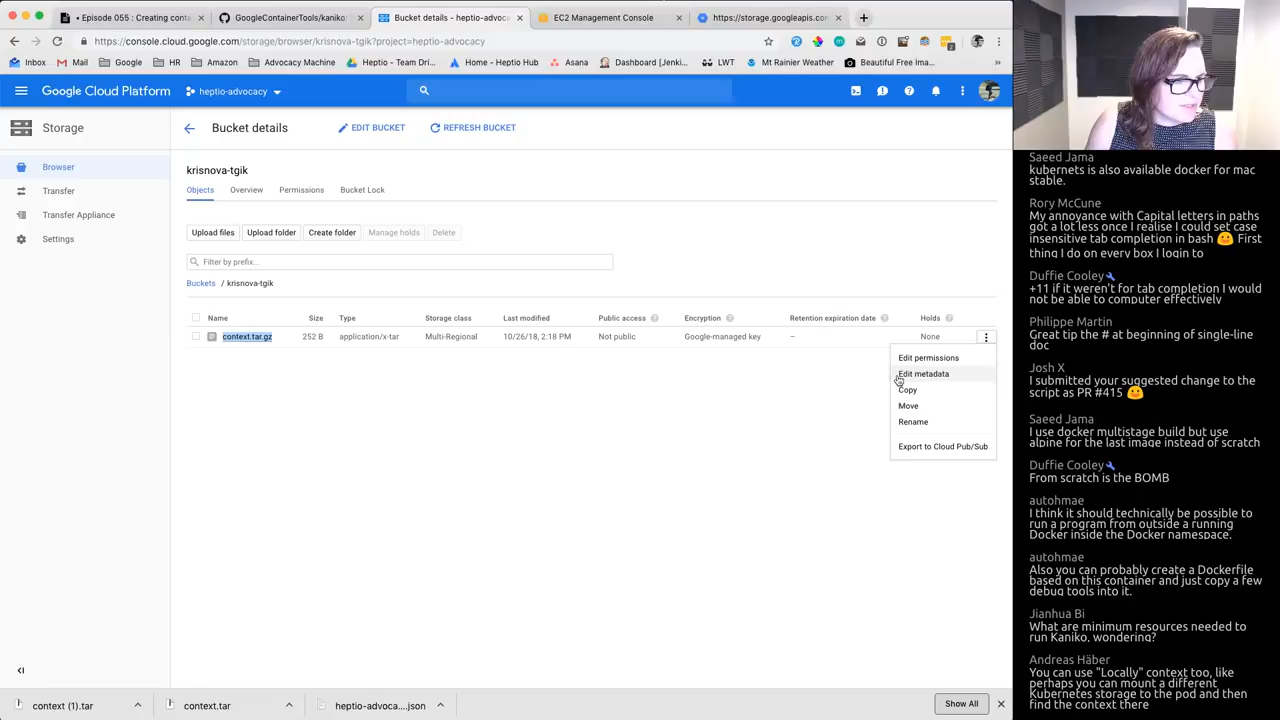 • Episode 055 : Creating conta
GoogleContainerTools/kaniko:
Bucket details - heptio-advoca
EC2 Management Console
https://storage.googleapis.com
https://console.cloud.google.com/storage/browser/krisnova-tgik?project=heptio-advocacy
Inbox
Mail
Google
HR
Amazon
Advocacy Machine
Heptio - Team Dri...
Heptio - Heptio Hub
Asana
Dashboard [Jenki...
LWT
Mt Rainier Weather
Beautiful Free Ima...
»
Google Cloud Platform
heptio-advocacy
Storage
Bucket details
EDIT BUCKET
REFRESH BUCKET
Browser
Transfer
Transfer Appliance
Settings
krisnova-tgik
Objects
Overview
Permissions
Bucket Lock
Upload files
Upload folder
Create folder
Manage holds
Delete
Filter by prefix...
Buckets / krisnova-tgik
Name Size Type Storage class Last modified Public access Encryption Retention expiration date Holds
context.tar.gz 252 B application/x-tar Multi-Regional 10/26/18, 2:18 PM Not public Google-managed key – None
Edit permissions
Edit metadata
Copy
Move
Rename
Export to Cloud Pub/Sub
context (1).tar
context.tar
heptio-advoca....json
Show All
Saeed Jama
kubernets is also available docker for mac
stable.
Rory McCune
My annoyance with Capital letters in paths
got a lot less once I realise I could set case
insensitive tab completion in bash First
thing I do on every box I login to
Duffie Cooley
+11 if it weren't for tab completion I would
not be able to computer effectively
Philippe Martin
Great tip the # at beginning of single-line
doc
Josh X
I submitted your suggested change to the
script as PR #415
Saeed Jama
I use docker multistage build but use
alpine for the last image instead of scratch
Duffie Cooley
From scratch is the BOMB
autohmae
I think it should technically be possible to
run a program from outside a running
Docker inside the Docker namespace.
autohmae
Also you can probably create a Dockerfile
based on this container and just copy a few
debug tools into it.
Jianhua Bi
What are minimum resources needed to
run Kaniko, wondering?
Andreas Häber
You can use "Locally" context too, like
perhaps you can mount a different
Kubernetes storage to the pod and then
find the context there